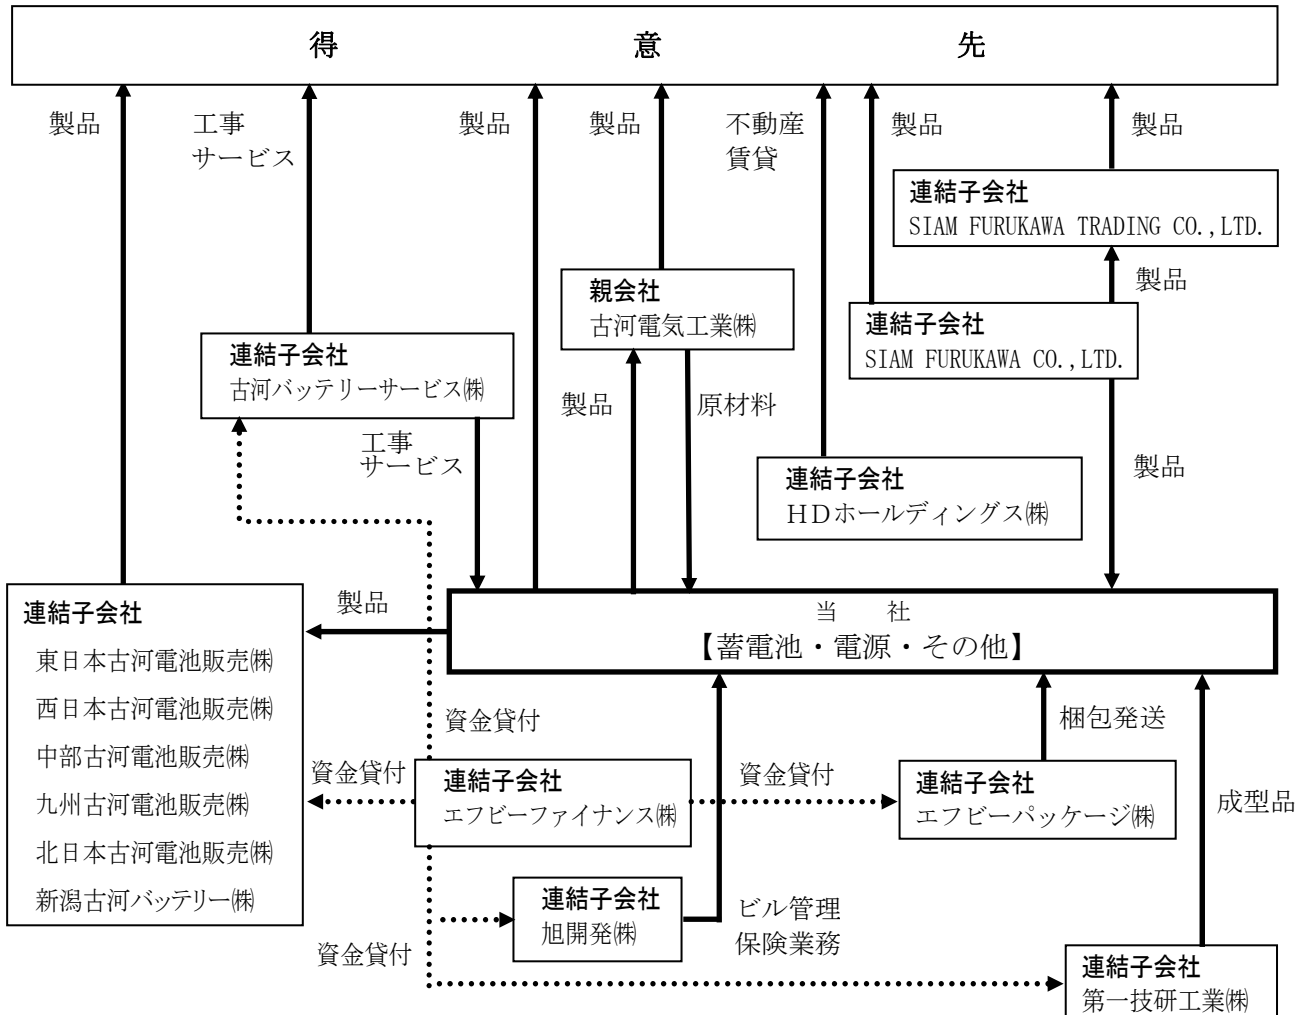 得 意 先
製品
工事
サービス
製品
製品
不動産
賃貸
製品
製品
連結子会社
SIAM FURUKAWA TRADING CO.,LTD.
製品
親会社
古河電気工業㈱
連結子会社
SIAM FURUKAWA CO.,LTD.
連結子会社
古河バッテリーサービス㈱
製品
原材料
工事
サービス
製品
連結子会社
HDホールディングス㈱
連結子会社
東日本古河電池販売㈱
西日本古河電池販売㈱
中部古河電池販売㈱
九州古河電池販売㈱
北日本古河電池販売㈱
新潟古河バッテリー㈱
製品
当 社
【蓄電池・電源・その他】
資金貸付
梱包発送
資金貸付
連結子会社
エフビーファイナンス㈱
資金貸付
連結子会社
エフビーパッケージ㈱
成型品
連結子会社
旭開発㈱
ビル管理
保険業務
資金貸付
連結子会社
第一技研工業㈱